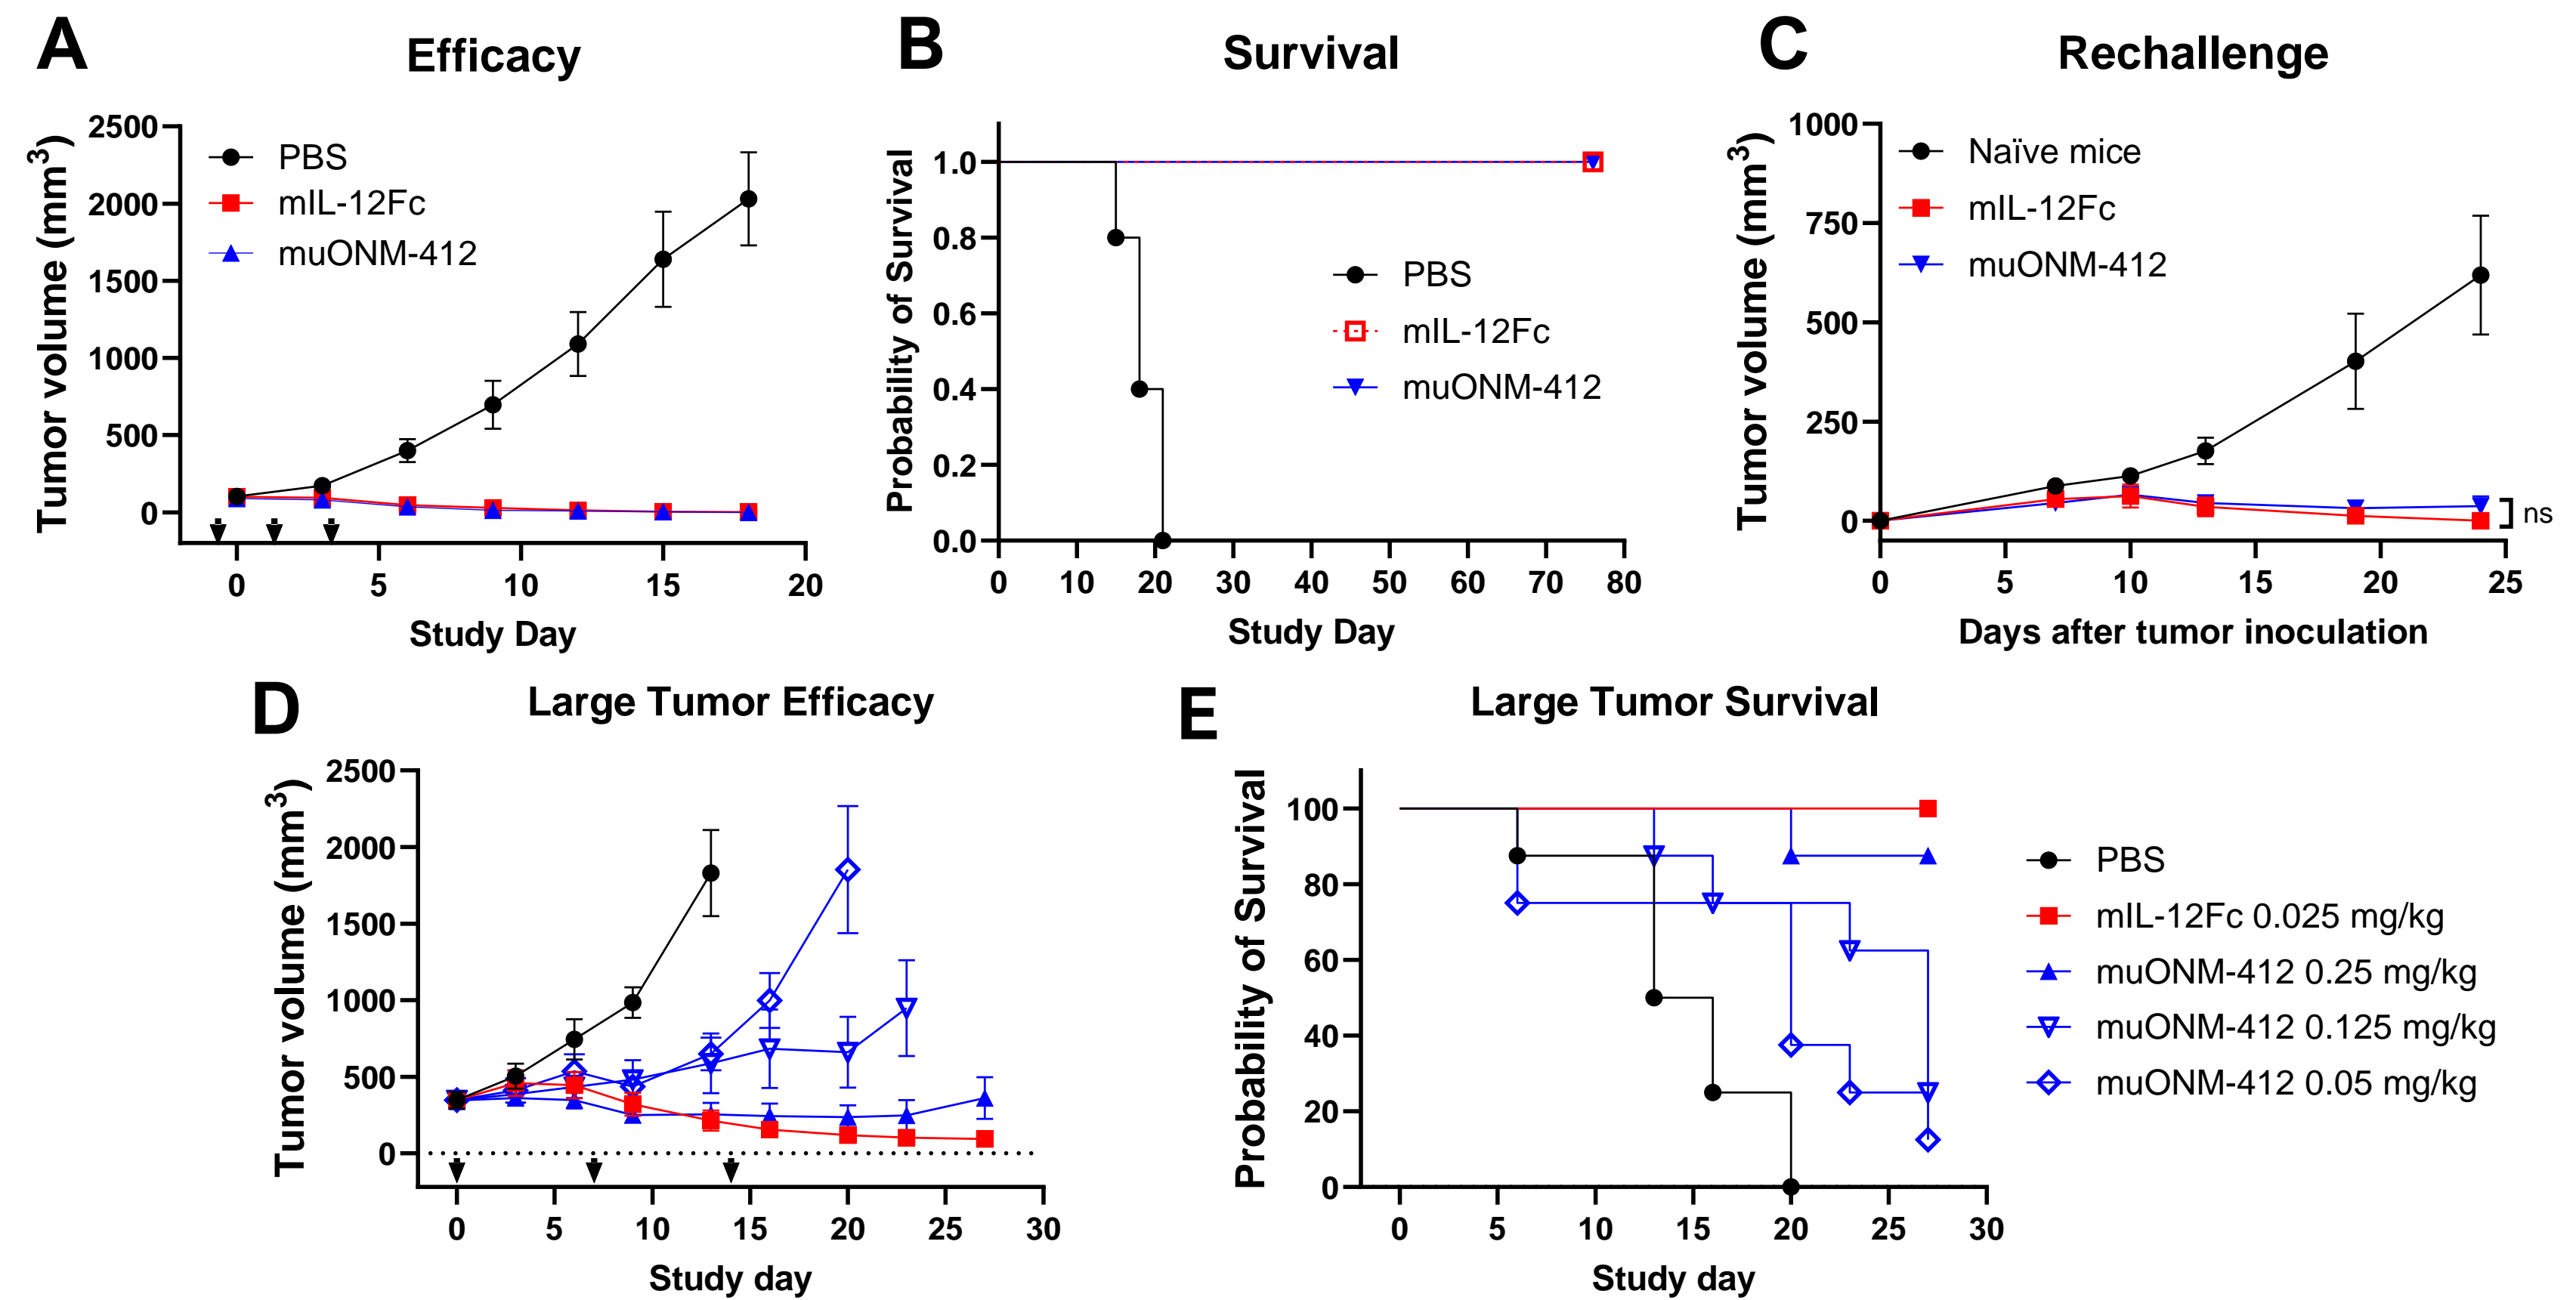 A
Efficacy
2500
2000
1500
1000
500
0
Tumor volume (mm³)
PBS
mIL-12Fc
muONM-412
0 5 10 15 20
Study Day
B
Survival
1.0
0.8
0.6
0.4
0.2
0.0
Probability of Survival
PBS
mIL-12Fc
muONM-412
0 10 20 30 40 50 60 70 80
Study Day
C
Rechallenge
1000
750
500
250
0
Tumor volume (mm³)
Naïve mice
mIL-12Fc
muONM-412
ns
0 5 10 15 20 25
Days after tumor inoculation
D
Large Tumor Efficacy
2500
2000
1500
1000
500
0
Tumor volume (mm³)
0 5 10 15 20 25 30
Study day
E
Large Tumor Survival
100
80
60
40
20
0
Probability of Survival
0 5 10 15 20 25 30
Study day
PBS
mIL-12Fc 0.025 mg/kg
muONM-412 0.25 mg/kg
muONM-412 0.125 mg/kg
muONM-412 0.05 mg/kg